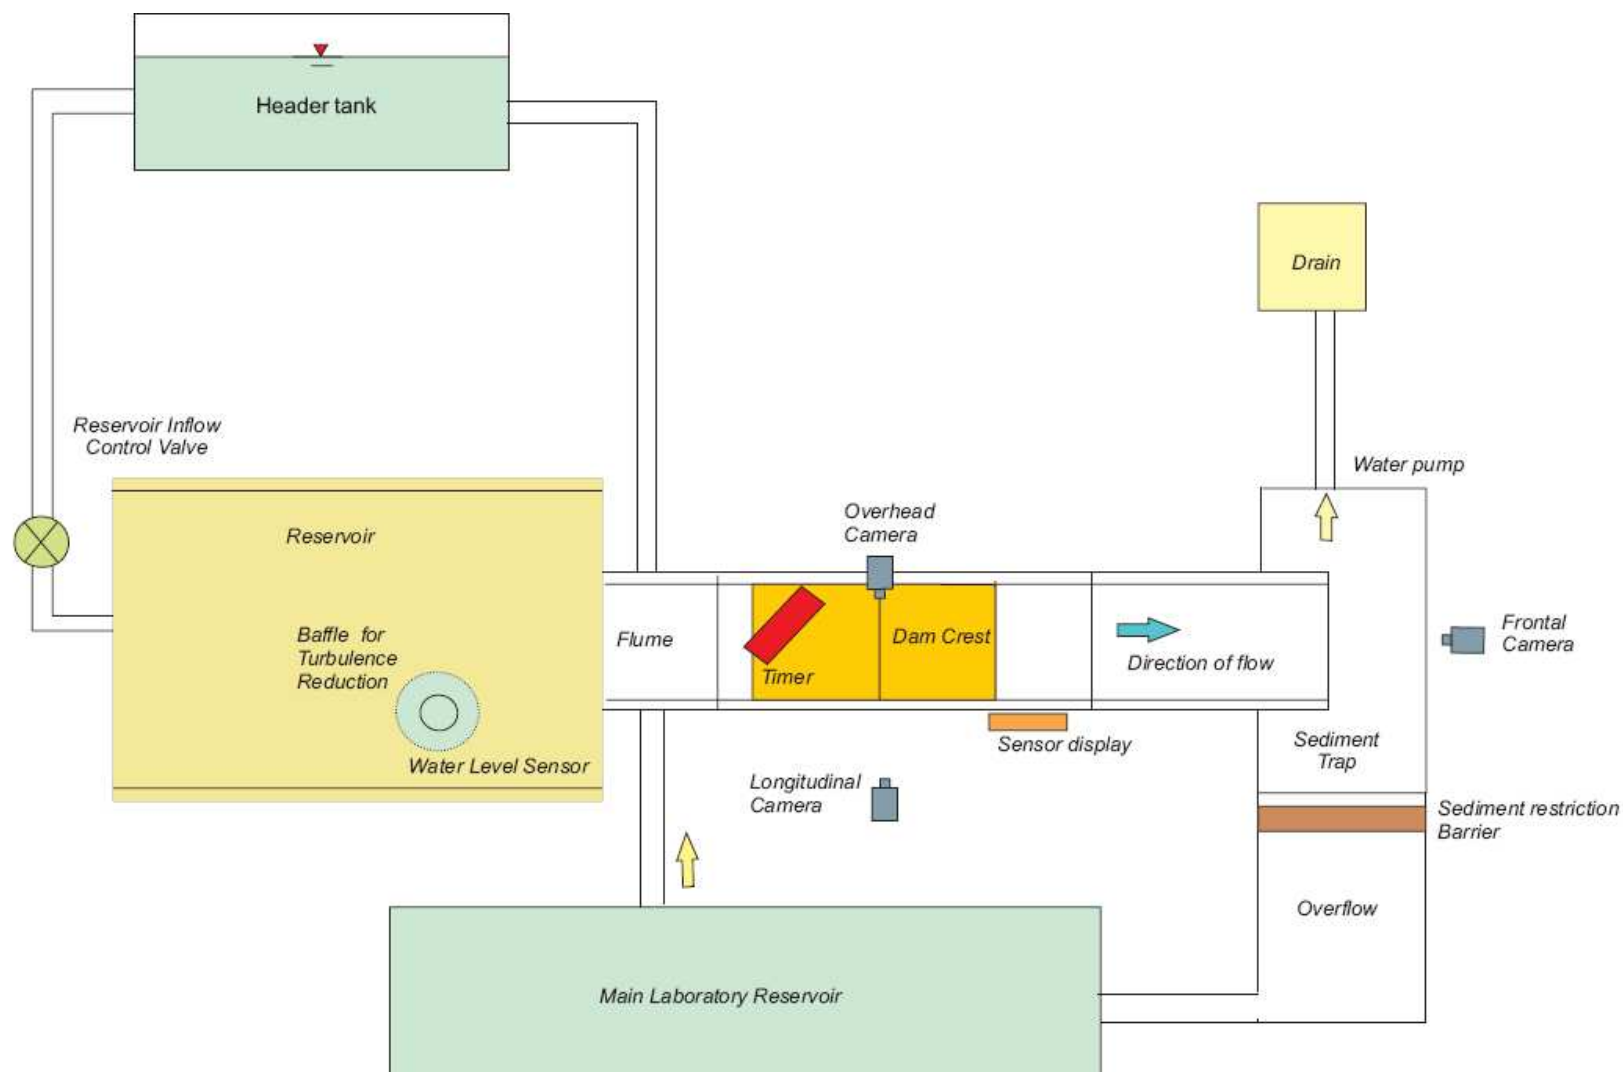 Header tank
Drain
Reservoir Inflow
Control Valve
Water pump
Reservoir
Overhead
Camera
Baffle for
Turbulence
Reduction
Flume
Dam Crest
Timer
Direction of flow
Frontal
Camera
Water Level Sensor
Sensor display
Sediment
Trap
Longitudinal
Camera
Sediment restriction
Barrier
Overflow
Main Laboratory Reservoir